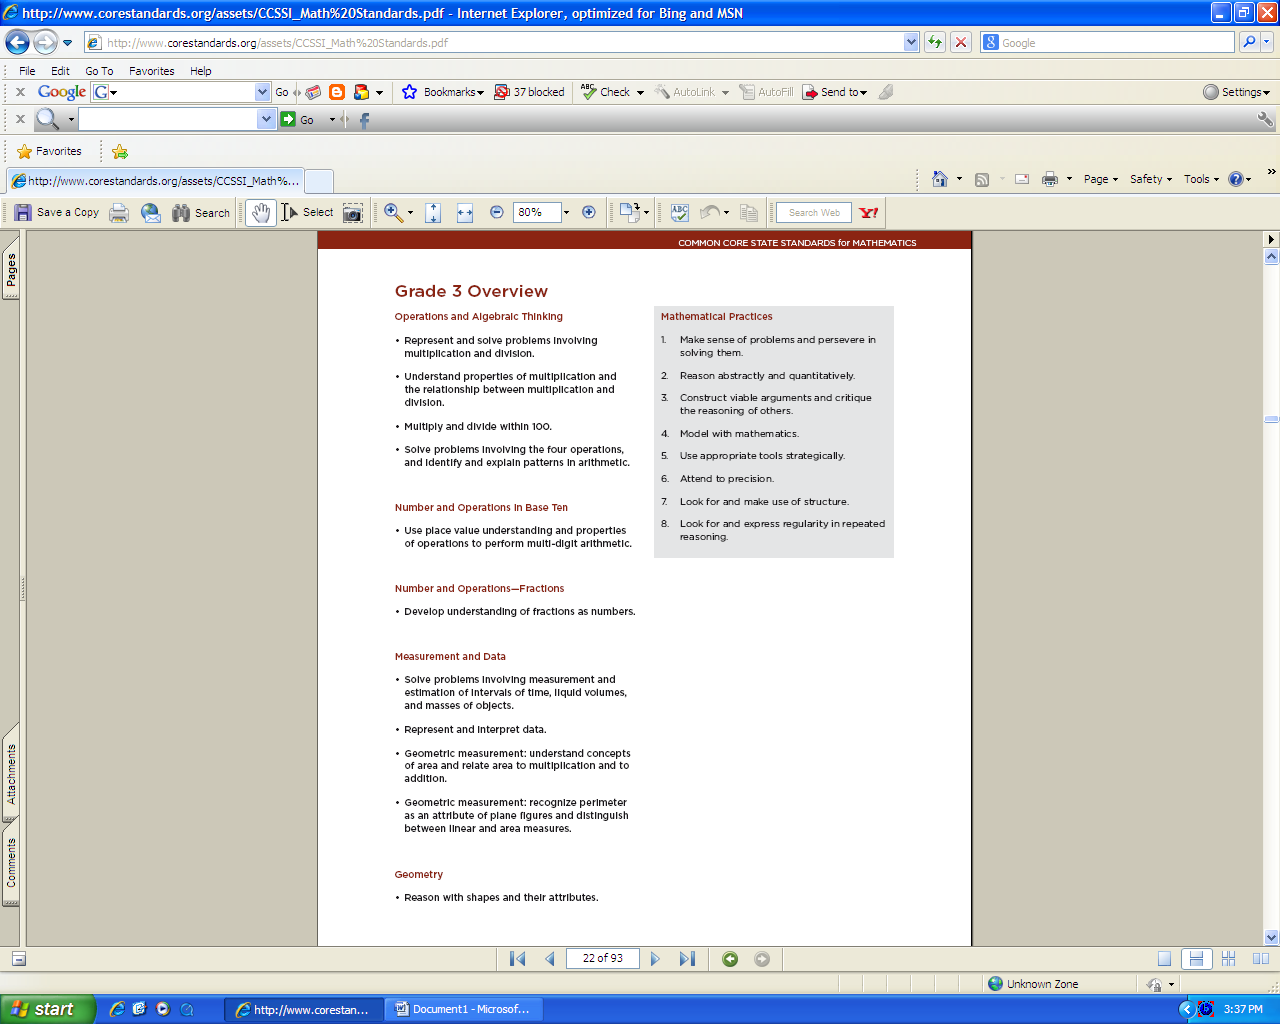 http://www.corestandards.org/assets/CCSSI_Math%20Standards.pdf - Internet Explorer, optimized for Bing and MSN
http://www.corestandards.org/assets/CCSSI_Math%20Standards.pdf
Google
File Edit Go To Favorites Help
x Google G Go Bookmarks 37 blocked ABC Check AutoLink AutoFill Send to Settings
x Go
Favorites
http://www.corestandards.org/assets/CCSSI_Math%... Page Safety Tools
Save a Copy Search Select 80% ABC Search Web Y!
Pages
Attachments
Comments
COMMON CORE STATE STANDARDS for MATHEMATICS
Grade 3 Overview
Operations and Algebraic Thinking
• Represent and solve problems involving
multiplication and division.
• Understand properties of multiplication and
the relationship between multiplication and
division.
• Multiply and divide within 100.
• Solve problems involving the four operations,
and identify and explain patterns in arithmetic.
Number and Operations in Base Ten
• Use place value understanding and properties
of operations to perform multi-digit arithmetic.
Number and Operations—Fractions
• Develop understanding of fractions as numbers.
Measurement and Data
• Solve problems involving measurement and
estimation of intervals of time, liquid volumes,
and masses of objects.
• Represent and interpret data.
• Geometric measurement: understand concepts
of area and relate area to multiplication and to
addition.
• Geometric measurement: recognize perimeter
as an attribute of plane figures and distinguish
between linear and area measures.
Geometry
• Reason with shapes and their attributes.
Mathematical Practices
1. Make sense of problems and persevere in
solving them.
2. Reason abstractly and quantitatively.
3. Construct viable arguments and critique
the reasoning of others.
4. Model with mathematics.
5. Use appropriate tools strategically.
6. Attend to precision.
7. Look for and make use of structure.
8. Look for and express regularity in repeated
reasoning.
22 of 93
Unknown Zone
start http://www.corestan... Document1 - Microsof... 3:37 PM